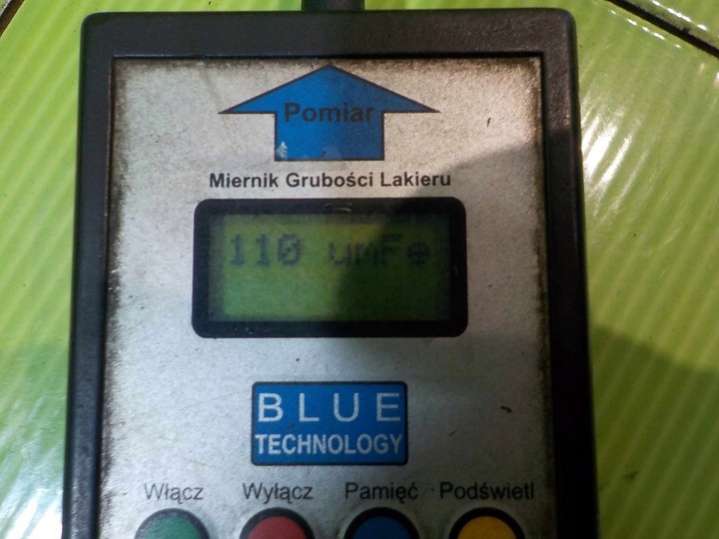 Pomiar
Miernik Grubości Lakieru
110 umFe
BLUE
TECHNOLOGY
Włącz Wyłącz Pamięć Podświetl